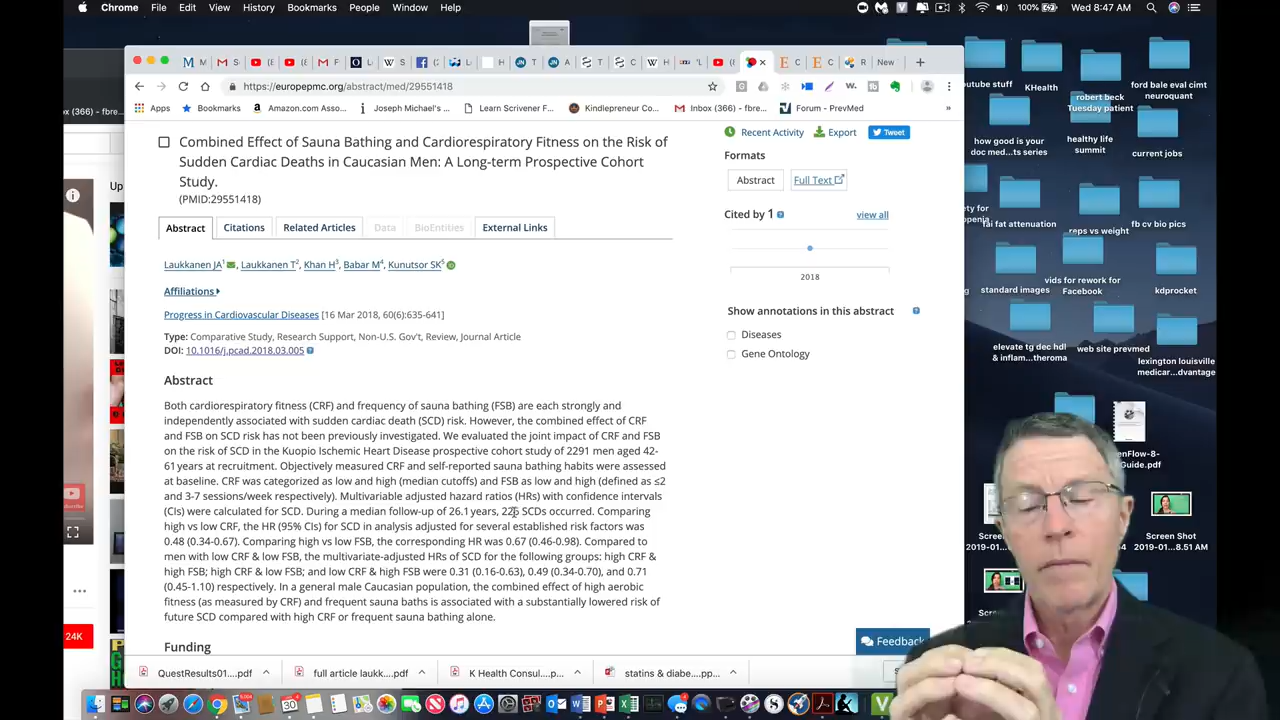 Chrome File Edit View History Bookmarks People Window Help
100% Wed 8:47 AM
https://europepmc.org/abstract/med/29551418
New
Apps Bookmarks Amazon.com Asso... José Michael's ... Learn Scrivener F... Kindlepreneur Co... Inbox (366) - fbre... Forum - PrevMed »
x (366) - fbo
Up
24K
Combined Effect of Sauna Bathing and Cardiorespiratory Fitness on the Risk of
Sudden Cardiac Deaths in Caucasian Men: A Long-term Prospective Cohort
Study.
(PMID:29551418)
Abstract Citations Related Articles Data BioEntities External Links
Laukkanen JA1, Laukkanen T2, Khan H3, Babar M4, Kunutsor SK5
Affiliations
Progress in Cardiovascular Diseases [16 Mar 2018, 60(6):635-641]
Type: Comparative Study, Research Support, Non-U.S. Gov't, Review, Journal Article
DOI: 10.1016/j.pcad.2018.03.005
Abstract
Both cardiorespiratory fitness (CRF) and frequency of sauna bathing (FSB) are each strongly and
independently associated with sudden cardiac death (SCD) risk. However, the combined effect of CRF
and FSB on SCD risk has not been previously investigated. We evaluated the joint impact of CRF and FSB
on the risk of SCD in the Kuopio Ischemic Heart Disease prospective cohort study of 2291 men aged 42-
61 years at recruitment. Objectively measured CRF and self-reported sauna bathing habits were assessed
at baseline. CRF was categorized as low and high (median cutoffs) and FSB as low and high (defined as ≤2
and 3-7 sessions/week respectively). Multivariable adjusted hazard ratios (HRs) with confidence intervals
(CIs) were calculated for SCD. During a median follow-up of 26.1 years, 226 SCDs occurred. Comparing
high vs low CRF, the HR (95% CIs) for SCD in analysis adjusted for several established risk factors was
0.48 (0.34-0.67). Comparing high vs low FSB, the corresponding HR was 0.67 (0.46-0.98). Compared to
men with low CRF & low FSB, the multivariate-adjusted HRs of SCD for the following groups: high CRF &
high FSB; high CRF & low FSB; and low CRF & high FSB were 0.31 (0.16-0.63), 0.49 (0.34-0.70), and 0.71
(0.45-1.10) respectively. In a general male Caucasian population, the combined effect of high aerobic
fitness (as measured by CRF) and frequent sauna baths is associated with a substantially lowered risk of
future SCD compared with high CRF or frequent sauna bathing alone.
Funding
Recent Activity Export Tweet
Formats
Abstract Full Text
Cited by 1 view all
2018
Show annotations in this abstract
Diseases
Gene Ontology
Feedback
QuestResults01....pdf full article laukk....pdf K Health Consul....p... statins & diabe....pp...
outube stuff KEVAL EHealth ford bale eval cimt
neuroquant
robert beck
Tuesday patient
how good is your
doc med...ts series healthy life
summit current jobs
fai fat attenuation reps vs weight fb cv bio pics
standard images vids for rework for
Facebook kdprocket
elevate tg dec hdl
& inflam...theroma web site prevmed lexington louisville
medicar...dvantage
enFlow-8-
Guide.pdf
Screen
2019-01-0...8.51 AM